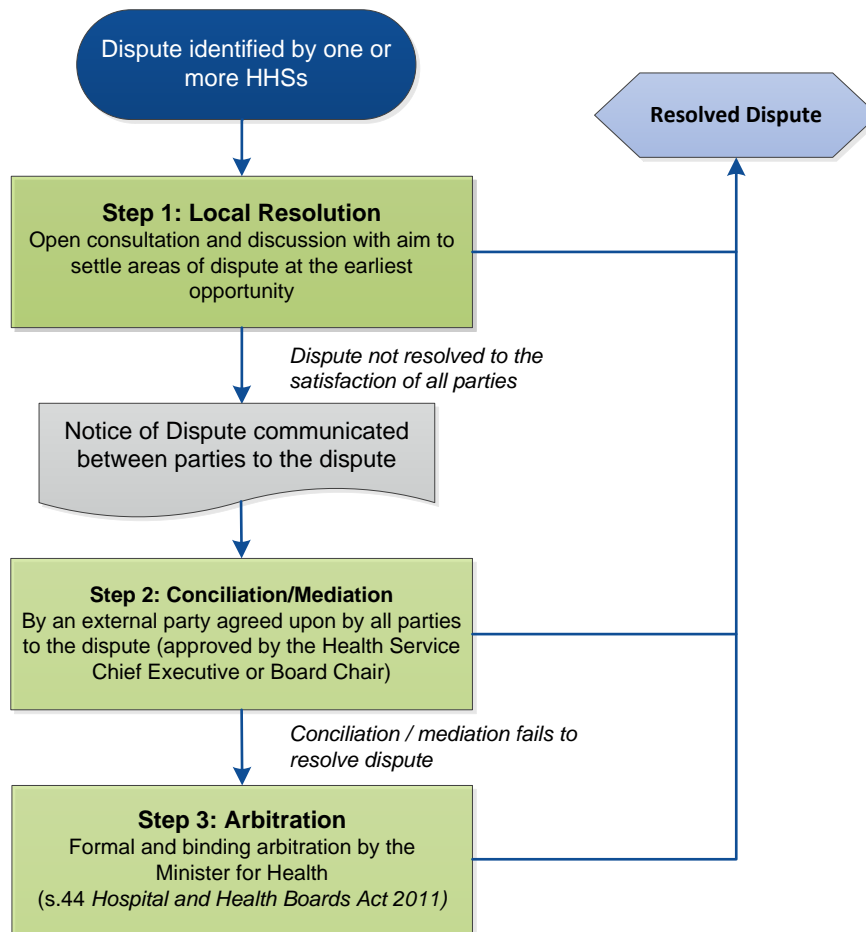 Dispute identified by one or
more HHSs
Resolved Dispute
Step 1: Local Resolution
Open consultation and discussion with aim to
settle areas of dispute at the earliest
opportunity
Dispute not resolved to the
satisfaction of all parties
Notice of Dispute communicated
between parties to the dispute
Step 2: Conciliation/Mediation
By an external party agreed upon by all parties
to the dispute (approved by the Health Service
Chief Executive or Board Chair)
Conciliation / mediation fails to
resolve dispute
Step 3: Arbitration
Formal and binding arbitration by the
Minister for Health
(s.44 Hospital and Health Boards Act 2011)